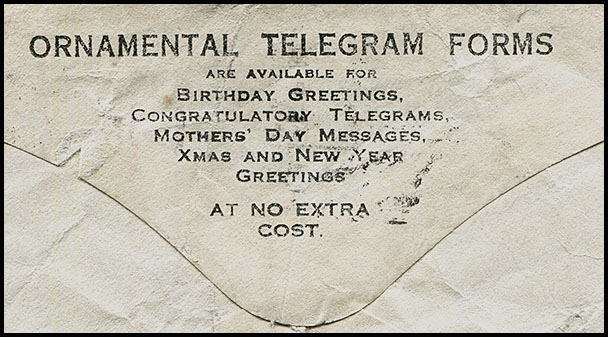 ORNAMENTAL TELEGRAM FORMS
ARE AVAILABLE FOR
BIRTHDAY GREETINGS,
CONGRATULATORY TELEGRAMS,
MOTHERS' DAY MESSAGES,
XMAS AND NEW YEAR
GREETINGS
AT NO EXTRA
COST.